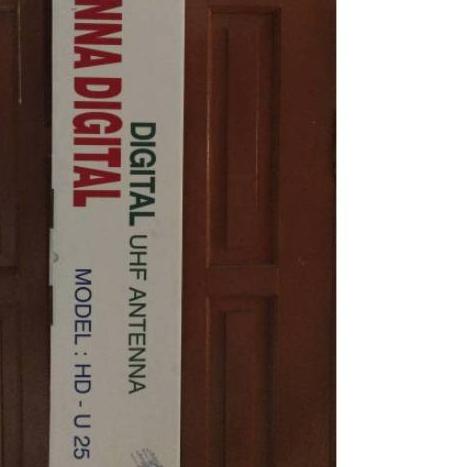 NNA DIGITAL
DIGITAL UHF ANTENNA
MODEL : HD - U 25